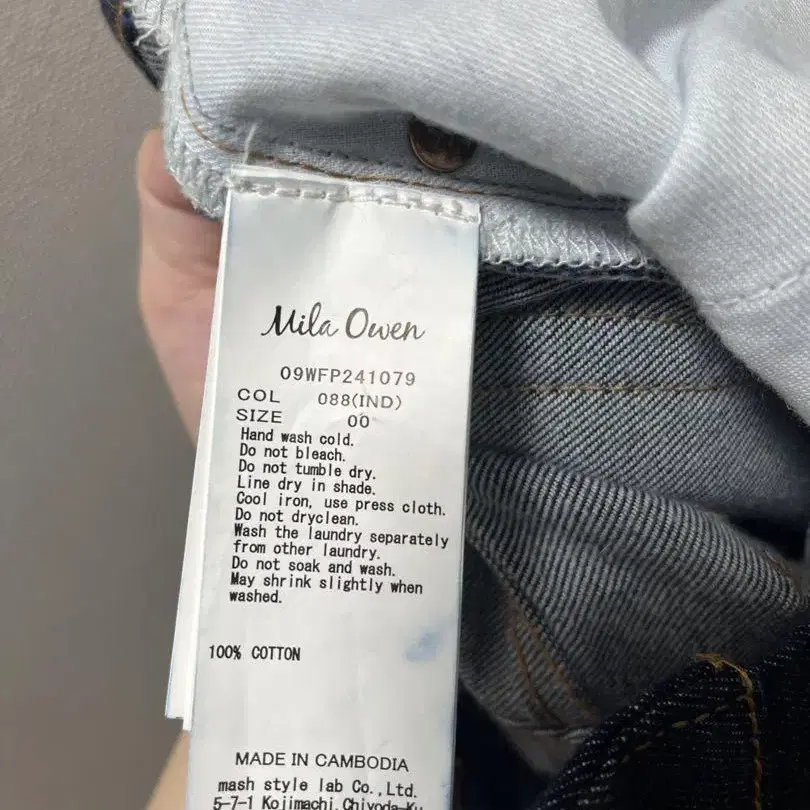 Mila Owen
09WFP241079
COL 088(IND)
SIZE 00
Hand wash cold.
Do not bleach.
Do not tumble dry.
Line dry in shade.
Cool iron, use press cloth.
Do not dryclean.
Wash the laundry separately
from other laundry.
Do not soak and wash.
May shrink slightly when
washed.
100% COTTON
MADE IN CAMBODIA
mash style lab Co.,Ltd.
5-7-1 Kojimachi,Chiyoda-Ku